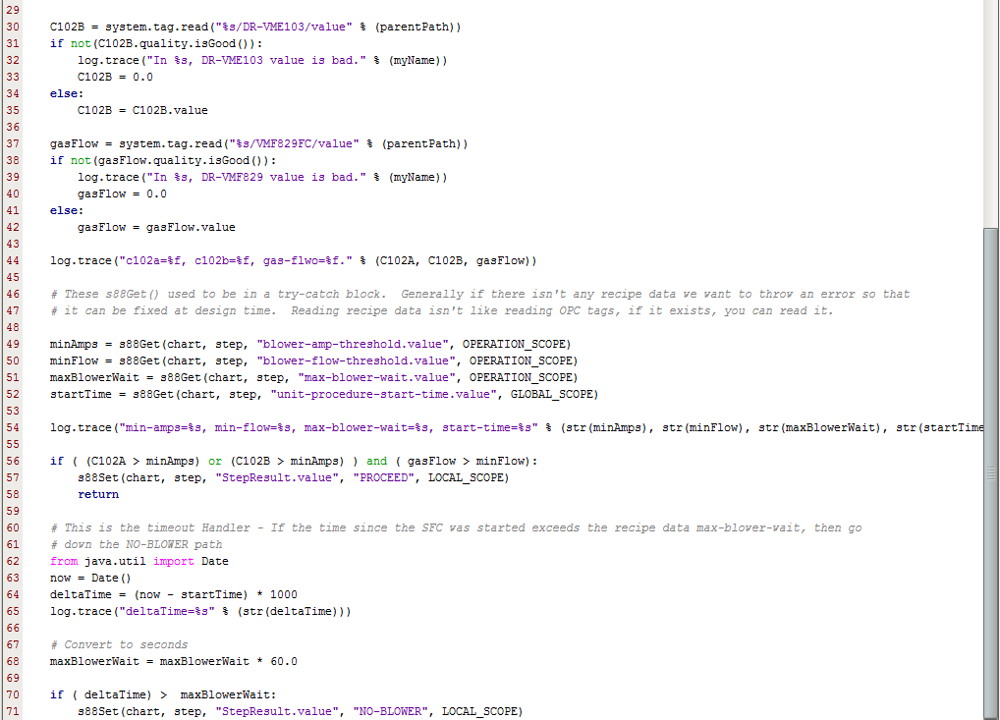 29
30 C102B = system.tag.read("%s/DR-VME103/value" % (parentPath))
31 if not(C102B.quality.isGood()):
32 log.trace("In %s, DR-VME103 value is bad." % (myName))
33 C102B = 0.0
34 else:
35 C102B = C102B.value
36
37 gasFlow = system.tag.read("%s/VMF829FC/value" % (parentPath))
38 if not(gasFlow.quality.isGood()):
39 log.trace("In %s, DR-VMF829 value is bad." % (myName))
40 gasFlow = 0.0
41 else:
42 gasFlow = gasFlow.value
43
44 log.trace("c102a=%f, c102b=%f, gas-flwo=%f." % (C102A, C102B, gasFlow))
45
46 # These s88Get() used to be in a try-catch block.  Generally if there isn't any recipe data we want to throw an error so that
47 # it can be fixed at design time.  Reading recipe data isn't like reading OPC tags, if it exists, you can read it.
48
49 minAmps = s88Get(chart, step, "blower-amp-threshold.value", OPERATION_SCOPE)
50 minFlow = s88Get(chart, step, "blower-flow-threshold.value", OPERATION_SCOPE)
51 maxBlowerWait = s88Get(chart, step, "max-blower-wait.value", OPERATION_SCOPE)
52 startTime = s88Get(chart, step, "unit-procedure-start-time.value", GLOBAL_SCOPE)
53
54 log.trace("min-amps=%s, min-flow=%s, max-blower-wait=%s, start-time=%s" % (str(minAmps), str(minFlow), str(maxBlowerWait), str(startTime
55
56 if ( (C102A > minAmps) or (C102B > minAmps) ) and ( gasFlow > minFlow):
57 s88Set(chart, step, "StepResult.value", "PROCEED", LOCAL_SCOPE)
58 return
59
60 # This is the timeout Handler - If the time since the SFC was started exceeds the recipe data max-blower-wait, then go
61 # down the NO-BLOWER path
62 from java.util import Date
63 now = Date()
64 deltaTime = (now - startTime) * 1000
65 log.trace("deltaTime=%s" % (str(deltaTime)))
66
67 # Convert to seconds
68 maxBlowerWait = maxBlowerWait * 60.0
69
70 if ( deltaTime) >  maxBlowerWait:
71 s88Set(chart, step, "StepResult.value", "NO-BLOWER", LOCAL_SCOPE)